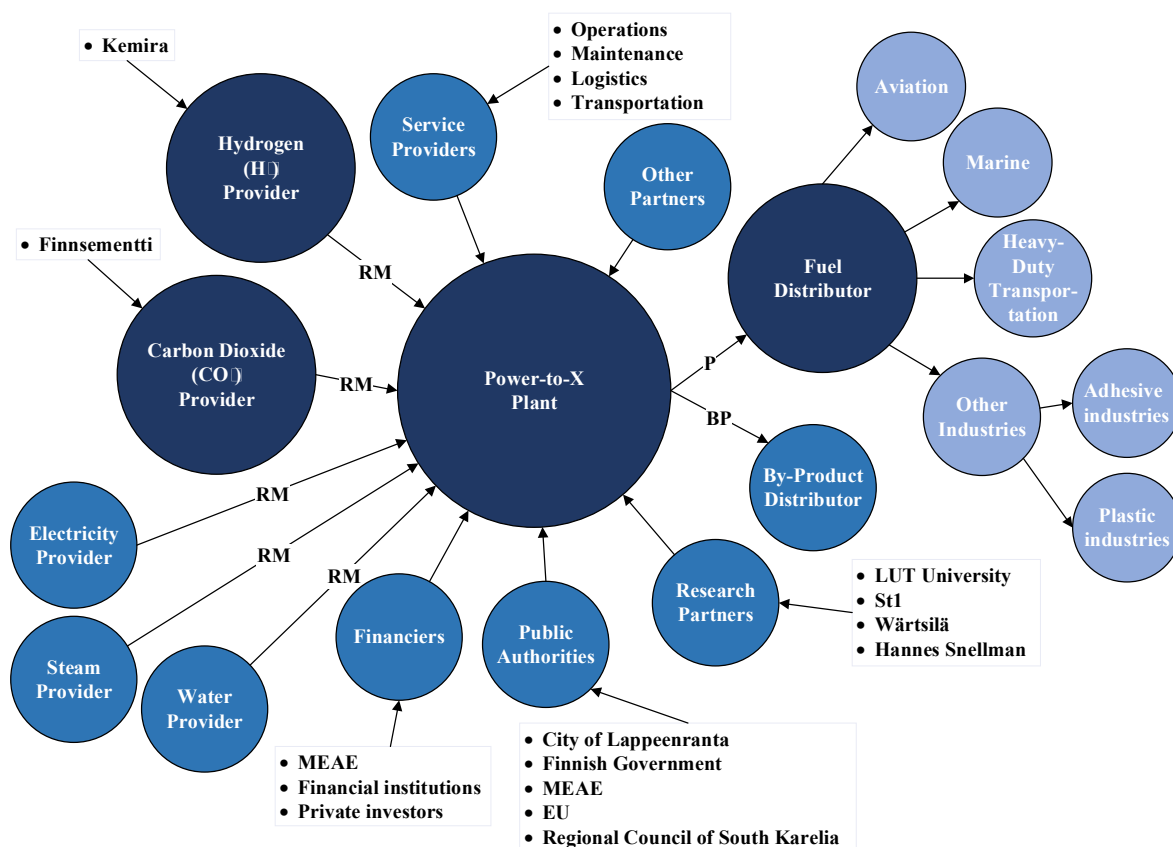 • Kemira
Hydrogen
(H▯)
Provider
• Operations
• Maintenance
• Logistics
• Transportation
Service
Providers
Other
Partners
Aviation
Marine
Heavy-
Duty
Transpor-
tation
Fuel
Distributor
• Finnsementti
Carbon Dioxide
(CO▯)
Provider
RM
RM
Power-to-X
Plant
P
BP
Other
Industries
Adhesive
industries
Plastic
industries
By-Product
Distributor
Electricity
Provider
RM
Steam
Provider
RM
Water
Provider
RM
Financiers
Public
Authorities
Research
Partners
• LUT University
• St1
• Wärtsilä
• Hannes Snellman
• MEAE
• Financial institutions
• Private investors
• City of Lappeenranta
• Finnish Government
• MEAE
• EU
• Regional Council of South Karelia